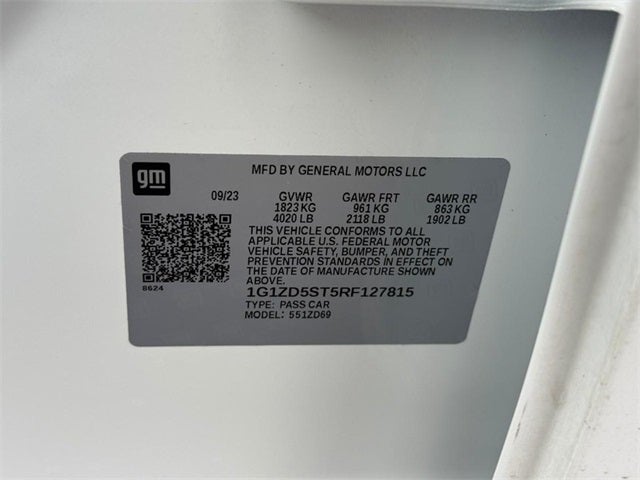 gm
MFD BY GENERAL MOTORS LLC
09/23 GVWR GAWR FRT GAWR RR
1823 KG 961 KG 863 KG
4020 LB 2118 LB 1902 LB
THIS VEHICLE CONFORMS TO ALL
APPLICABLE U.S. FEDERAL MOTOR
VEHICLE SAFETY, BUMPER, AND THEFT
PREVENTION STANDARDS IN EFFECT ON
THE DATE OF MANUFACTURE SHOWN
ABOVE.
8624
1G1ZD5ST5RF127815
TYPE: PASS CAR
MODEL: 551ZD69